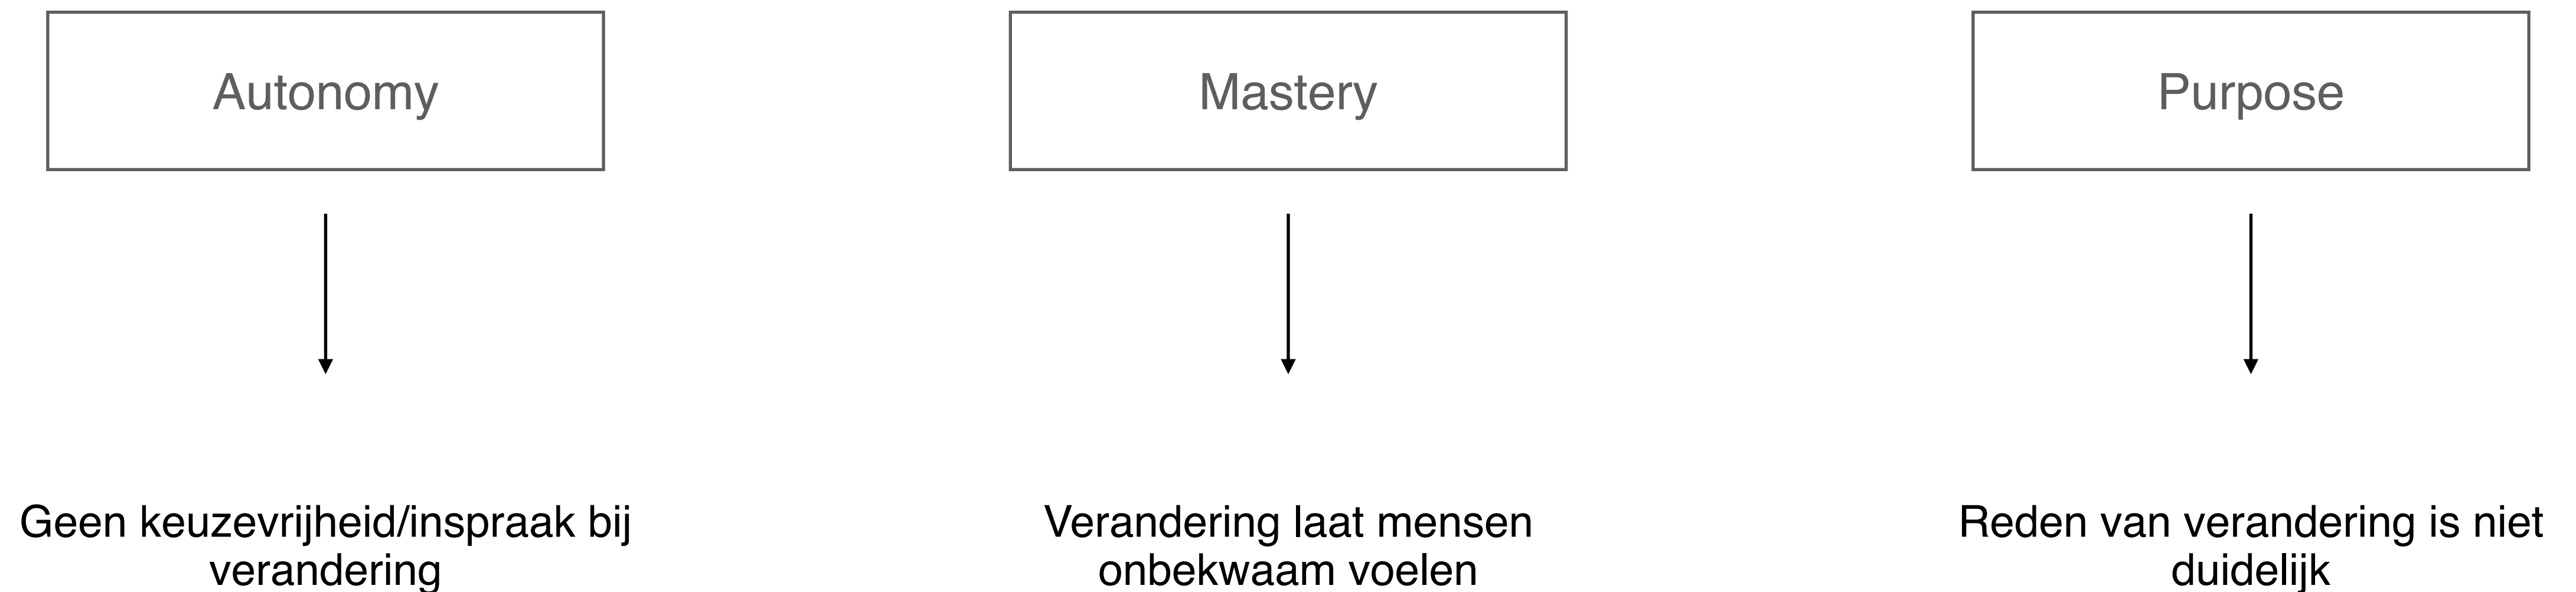 Autonomy
Mastery
Purpose
Geen keuzevrijheid/inspraak bij
verandering
Verandering laat mensen
onbekwaam voelen
Reden van verandering is niet
duidelijk